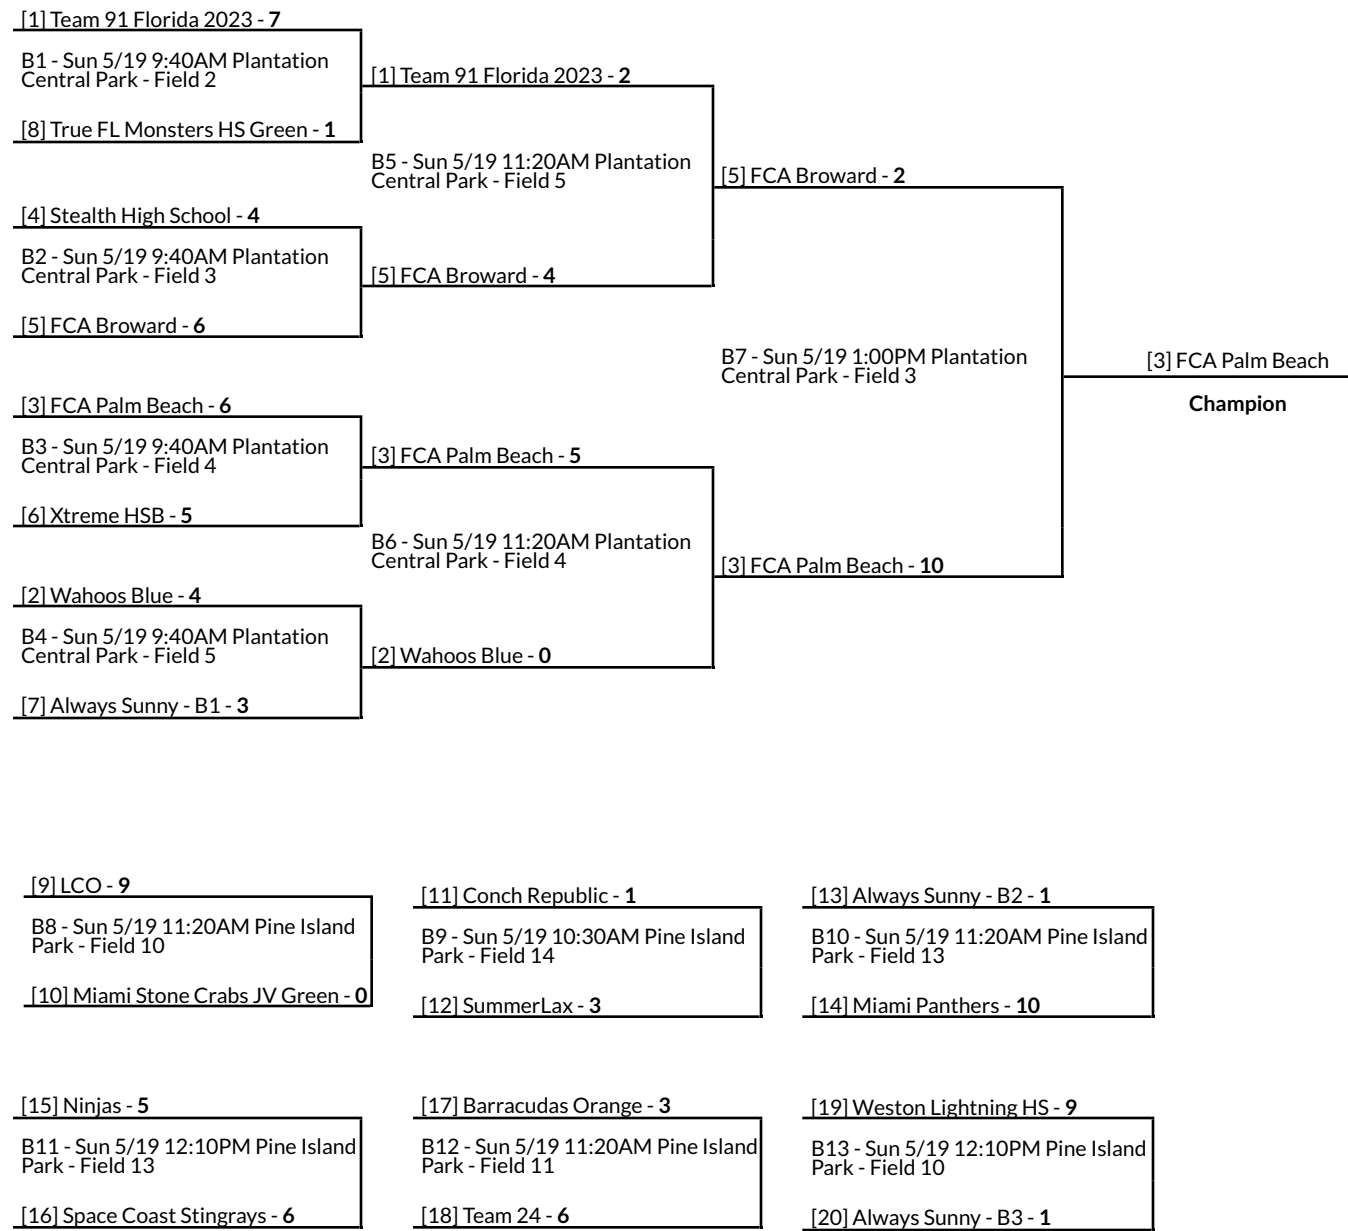 [1] Team 91 Florida 2023 - 7
B1 - Sun 5/19 9:40AM Plantation
Central Park - Field 2
[8] True FL Monsters HS Green - 1
[4] Stealth High School - 4
B2 - Sun 5/19 9:40AM Plantation
Central Park - Field 3
[5] FCA Broward - 6
[3] FCA Palm Beach - 6
B3 - Sun 5/19 9:40AM Plantation
Central Park - Field 4
[6] Xtreme HSB - 5
[2] Wahoos Blue - 4
B4 - Sun 5/19 9:40AM Plantation
Central Park - Field 5
[7] Always Sunny - B1 - 3
[1] Team 91 Florida 2023 - 2
B5 - Sun 5/19 11:20AM Plantation
Central Park - Field 5
[5] FCA Broward - 4
[3] FCA Palm Beach - 5
B6 - Sun 5/19 11:20AM Plantation
Central Park - Field 4
[2] Wahoos Blue - 0
[5] FCA Broward - 2
B7 - Sun 5/19 1:00PM Plantation
Central Park - Field 3
[3] FCA Palm Beach - 10
[3] FCA Palm Beach
Champion
[9] LCO - 9
B8 - Sun 5/19 11:20AM Pine Island
Park - Field 10
[10] Miami Stone Crabs JV Green - 0
[11] Conch Republic - 1
B9 - Sun 5/19 10:30AM Pine Island
Park - Field 14
[12] SummerLax - 3
[13] Always Sunny - B2 - 1
B10 - Sun 5/19 11:20AM Pine Island
Park - Field 13
[14] Miami Panthers - 10
[15] Ninjas - 5
B11 - Sun 5/19 12:10PM Pine Island
Park - Field 13
[16] Space Coast Stingrays - 6
[17] Barracudas Orange - 3
B12 - Sun 5/19 11:20AM Pine Island
Park - Field 11
[18] Team 24 - 6
[19] Weston Lightning HS - 9
B13 - Sun 5/19 12:10PM Pine Island
Park - Field 10
[20] Always Sunny - B3 - 1